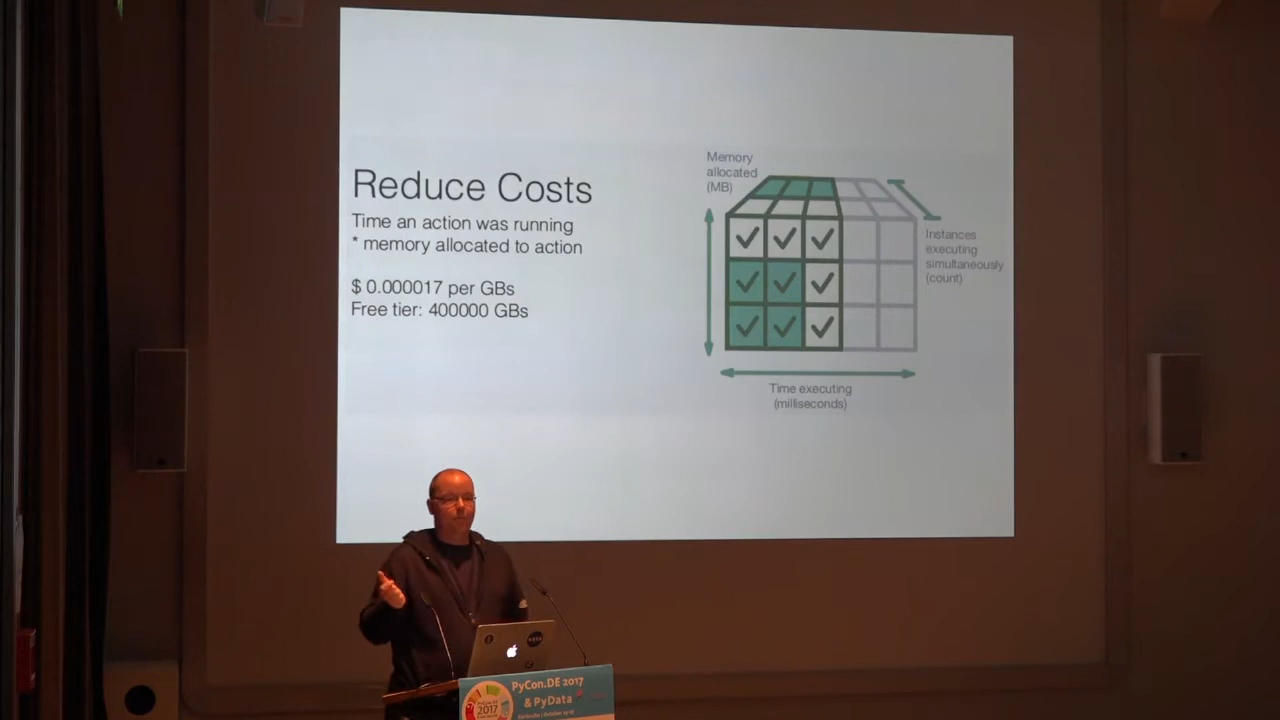 Reduce Costs
Time an action was running
* memory allocated to action
$ 0.000017 per GBs
Free tier: 400000 GBs
Memory
allocated
(MB)
Instances
executing
simultaneously
(count)
Time executing
(milliseconds)
PyCon.DE 2017
& PyData
2017